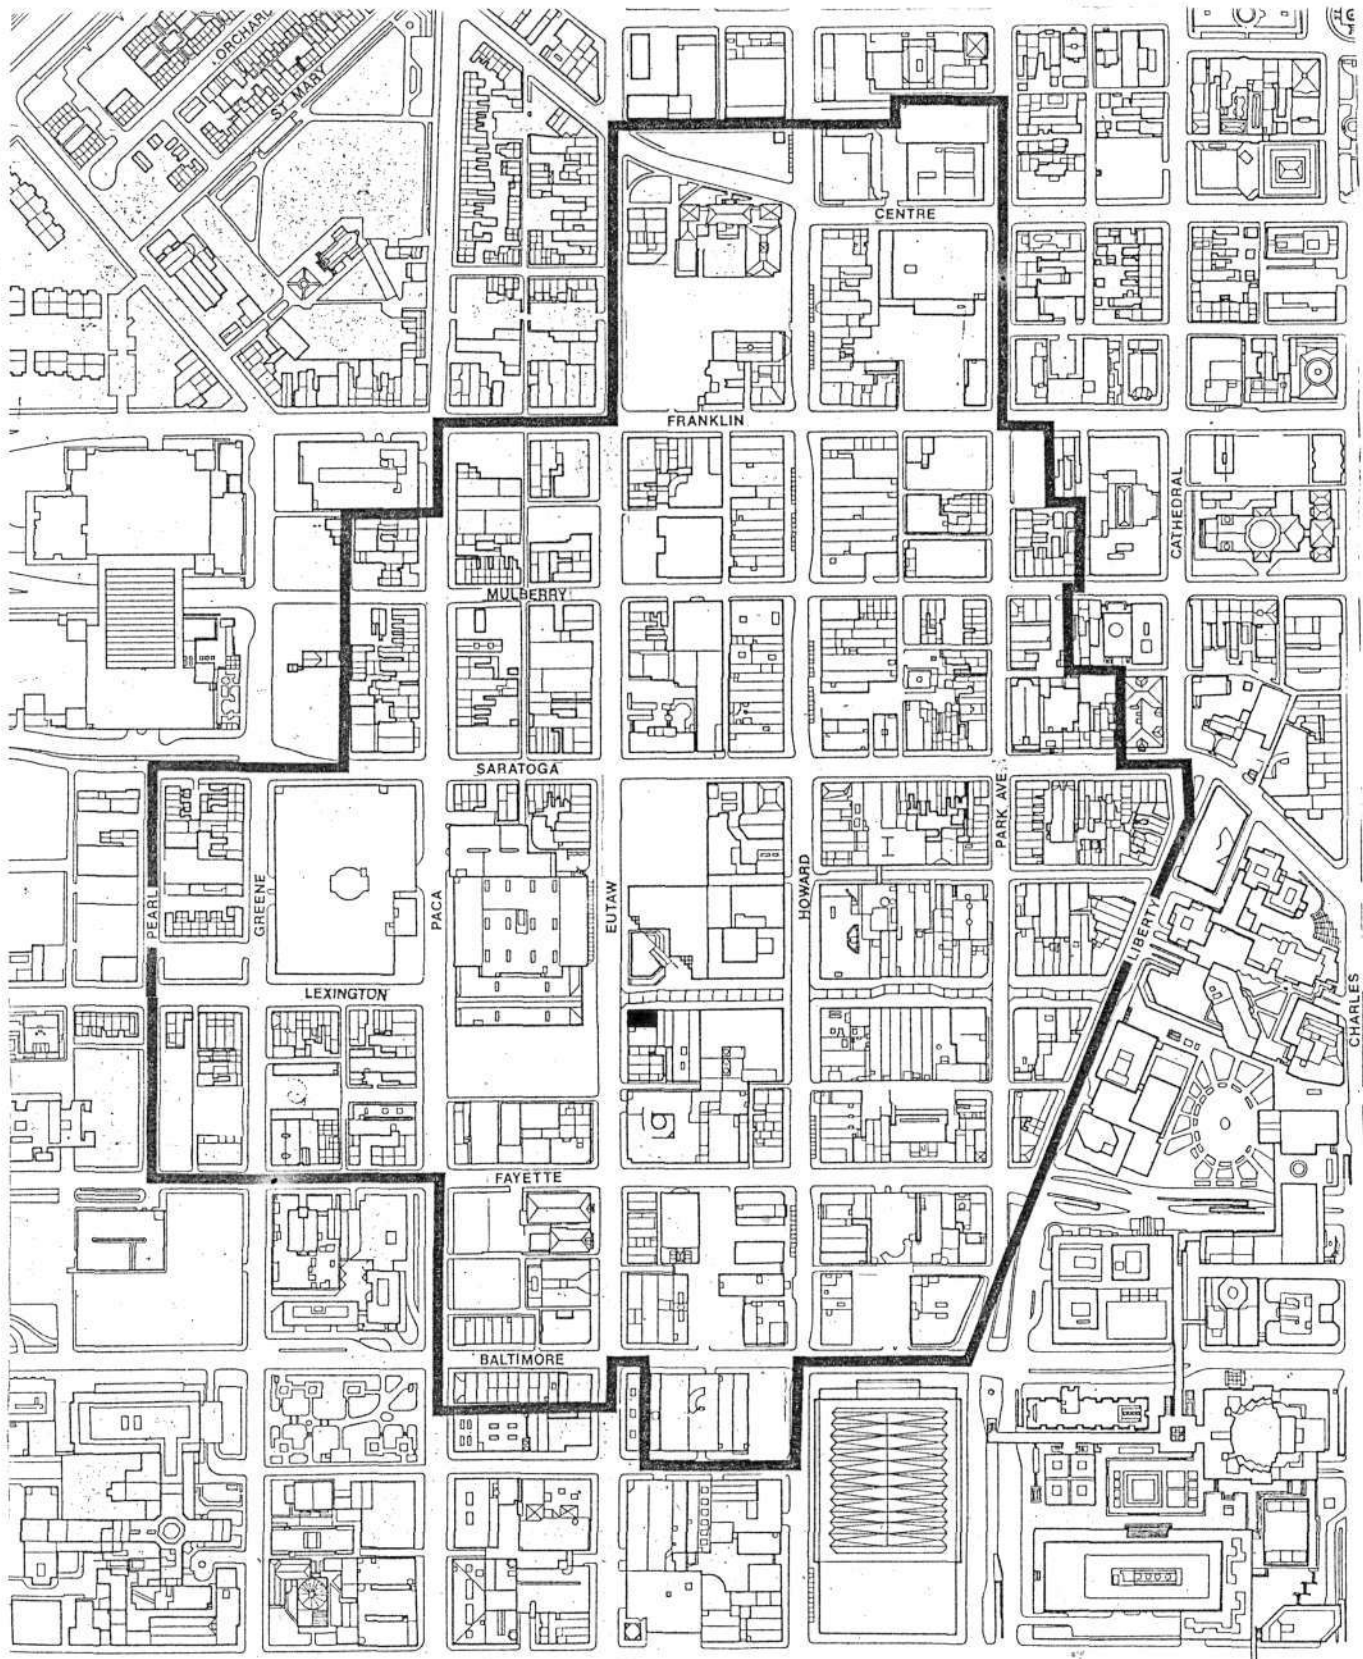 ORCHARD
ST MARY
CENTRE
FRANKLIN
CATHEDRAL
MULBERRY
SARATOGA
PARK AVE.
HOWARD
EUTAW
PACA
GREENE
PEARL
LIBERTY
LEXINGTON
CHARLES
FAYETTE
BALTIMORE